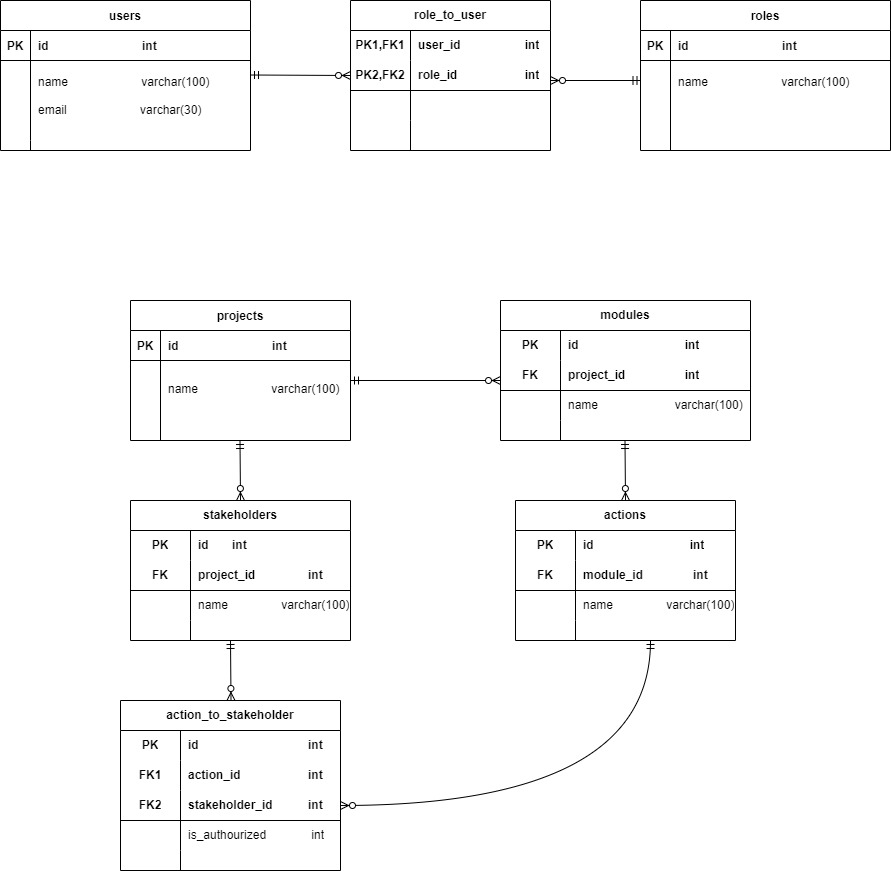 users
PK id int
name varchar(100)
email varchar(30)
role_to_user
PK1,FK1 user_id int
PK2,FK2 role_id int
roles
PK id int
name varchar(100)
projects
PK id int
name varchar(100)
modules
PK id int
FK project_id int
name varchar(100)
stakeholders
PK id int
FK project_id int
name varchar(100)
actions
PK id int
FK module_id int
name varchar(100)
action_to_stakeholder
PK id int
FK1 action_id int
FK2 stakeholder_id int
is_authourized int